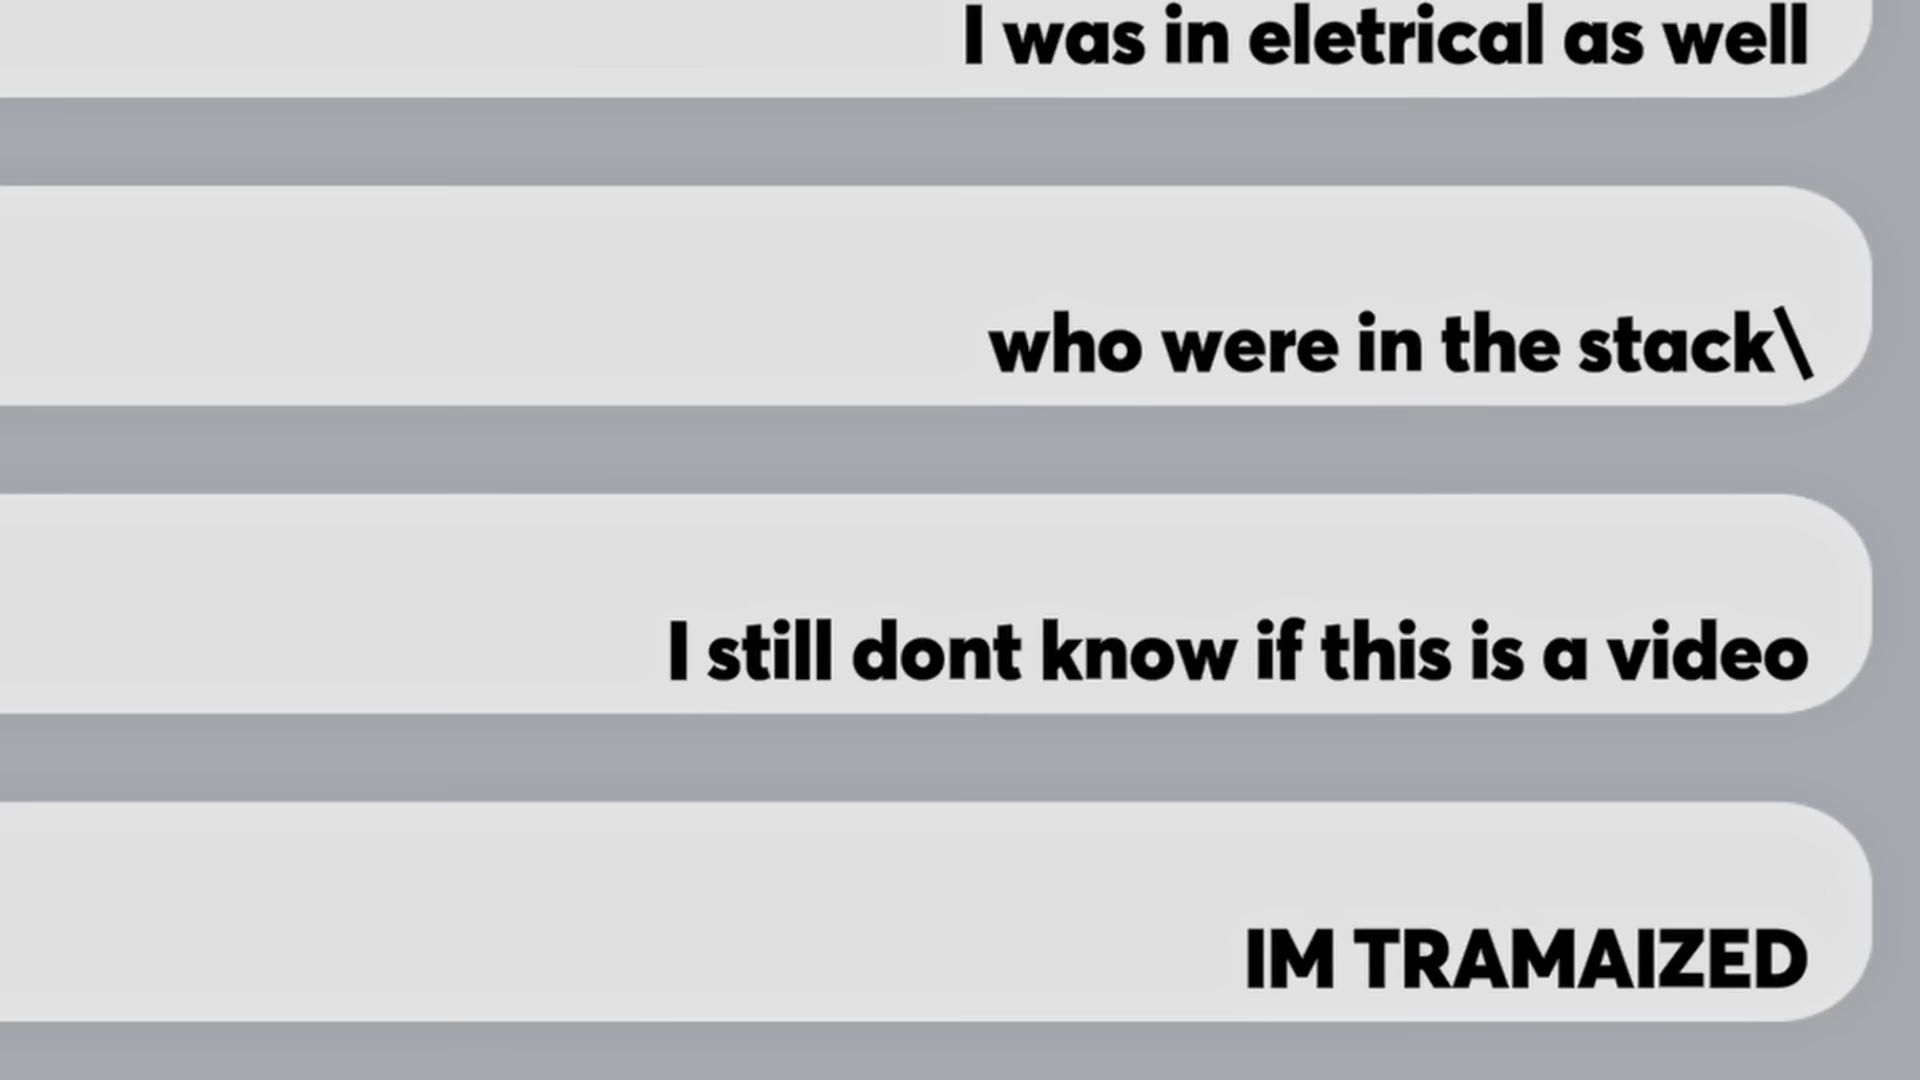 I was in eletrical as well
who were in the stack\
I still dont know if this is a video
IM TRAMAIZED